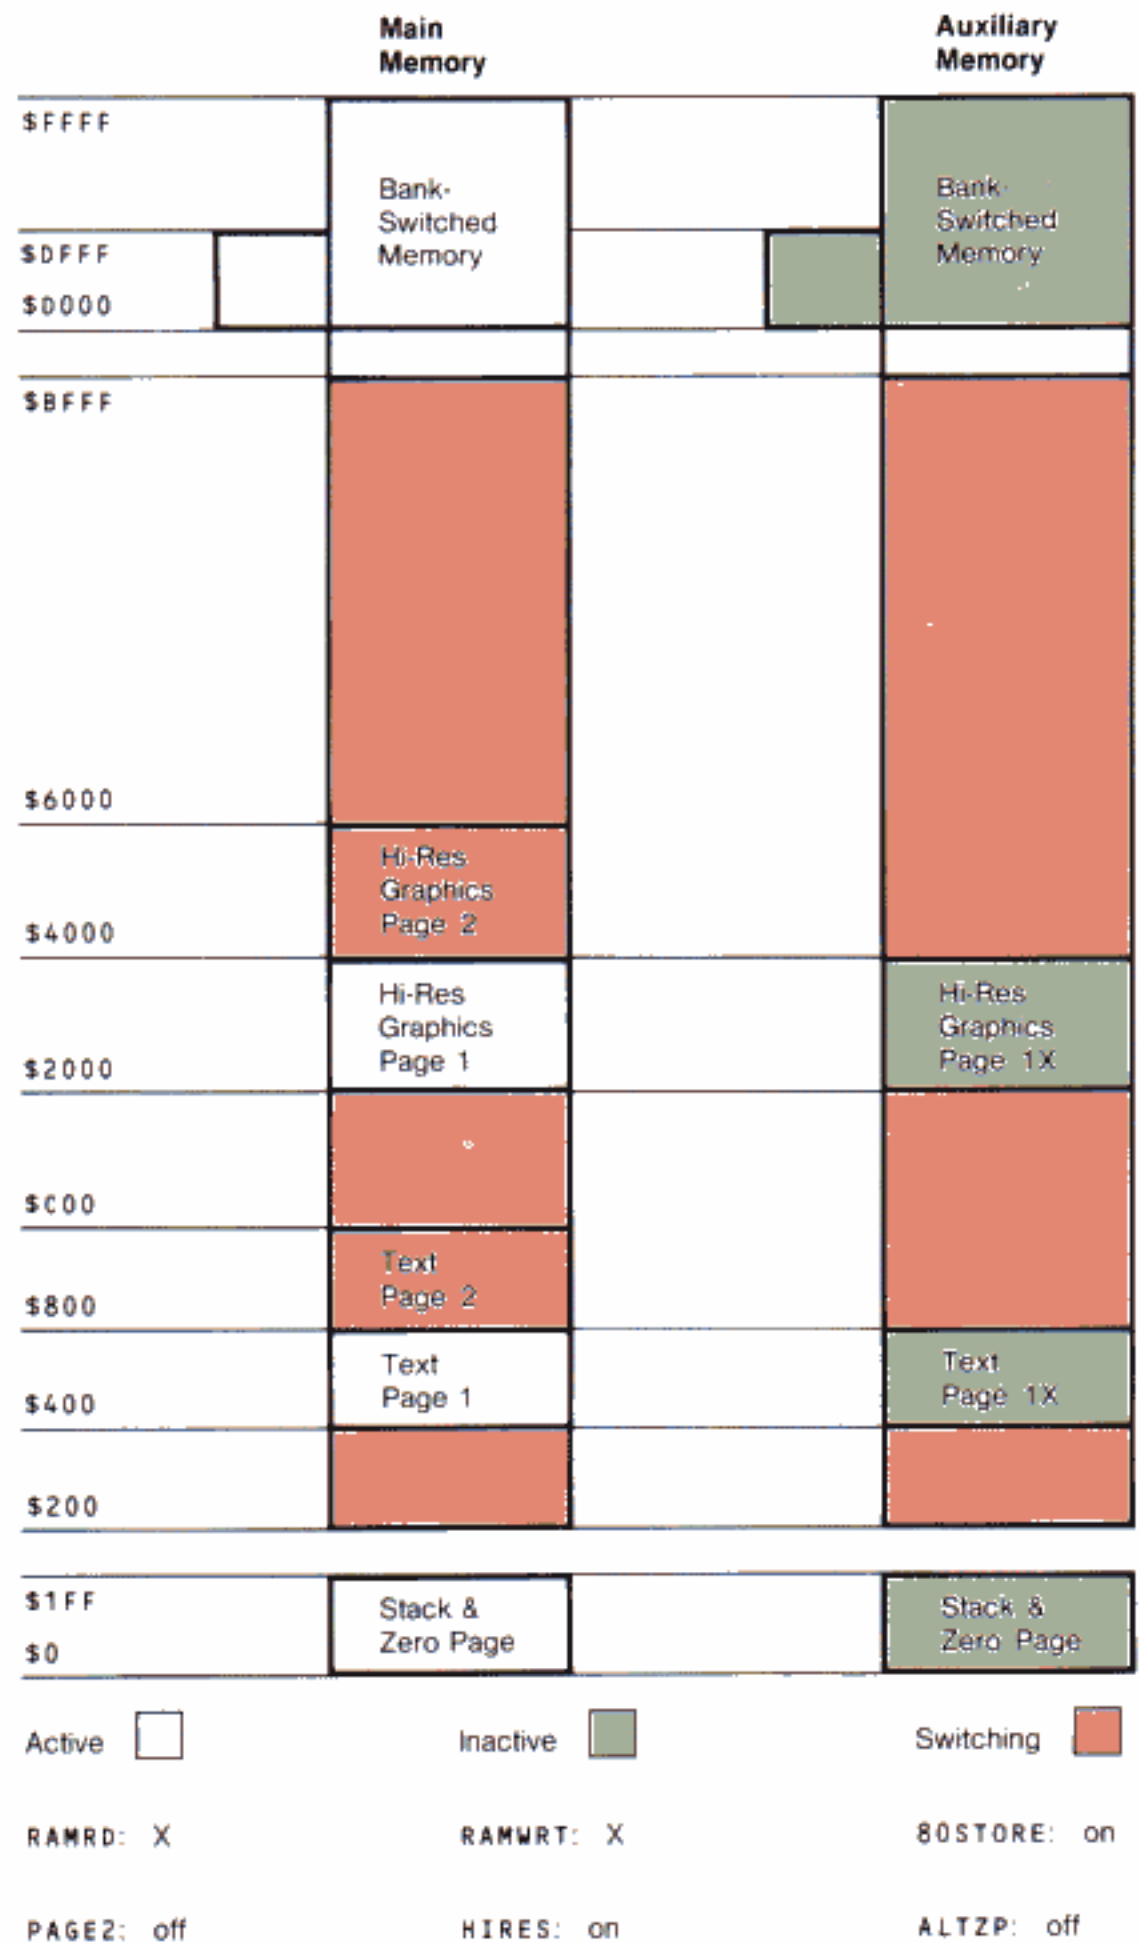 Main
Memory
Auxiliary
Memory
$FFFF
Bank-
Switched
Memory
Bank-
Switched
Memory
$DFFF
$D000
$BFFF
$6000
Hi-Res
Graphics
Page 2
$4000
Hi-Res
Graphics
Page 1
Hi-Res
Graphics
Page 1X
$2000
$C00
Text
Page 2
$800
Text
Page 1
Text
Page 1X
$400
$200
$1FF
Stack &
Zero Page
Stack &
Zero Page
$0
Active
Inactive
Switching
RAMRD: X
RAMWRT: X
80STORE: on
PAGE2: off
HIRES: on
ALTZP: off